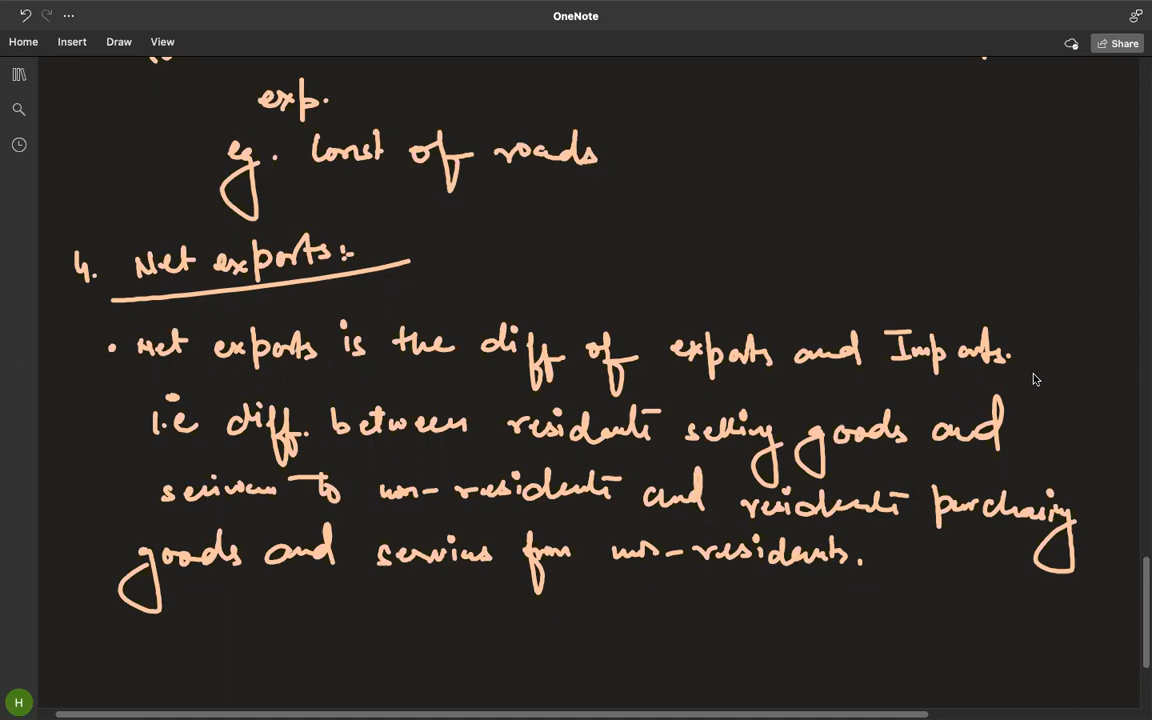 OneNote
Home Insert Draw View
Share
exp.
eg. Const of roads
4. Net exports:-
• Net exports is the diff of exports and Imports.
i.e diff. between residents selling goods and
services to non-residents and residents purchasing
goods and services from non-residents.
H